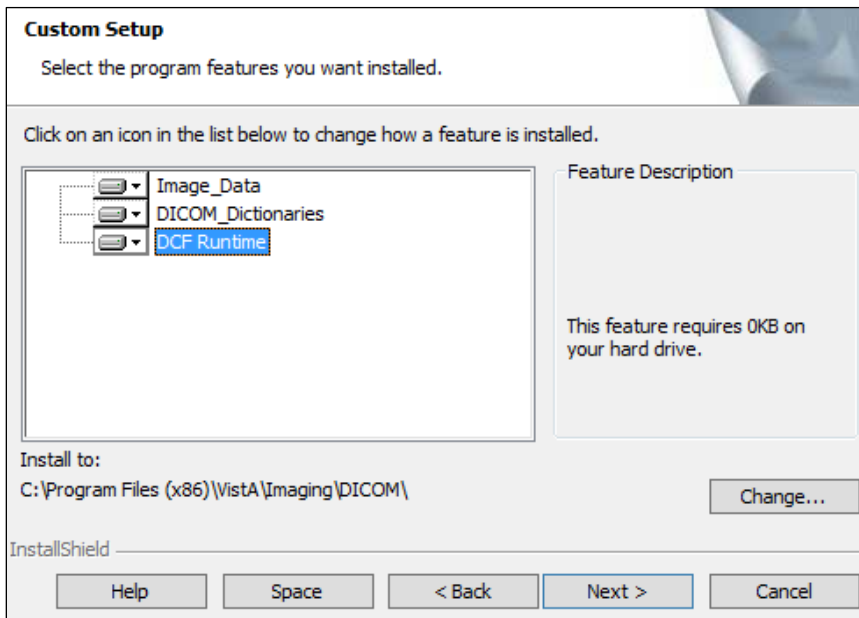 Custom Setup
Select the program features you want installed.
Click on an icon in the list below to change how a feature is installed.
Image_Data
DICOM_Dictionaries
DCF Runtime
Feature Description
This feature requires 0KB on
your hard drive.
Install to:
C:\Program Files (x86)\VistA\Imaging\DICOM\
Change...
InstallShield
Help
Space
< Back
Next >
Cancel